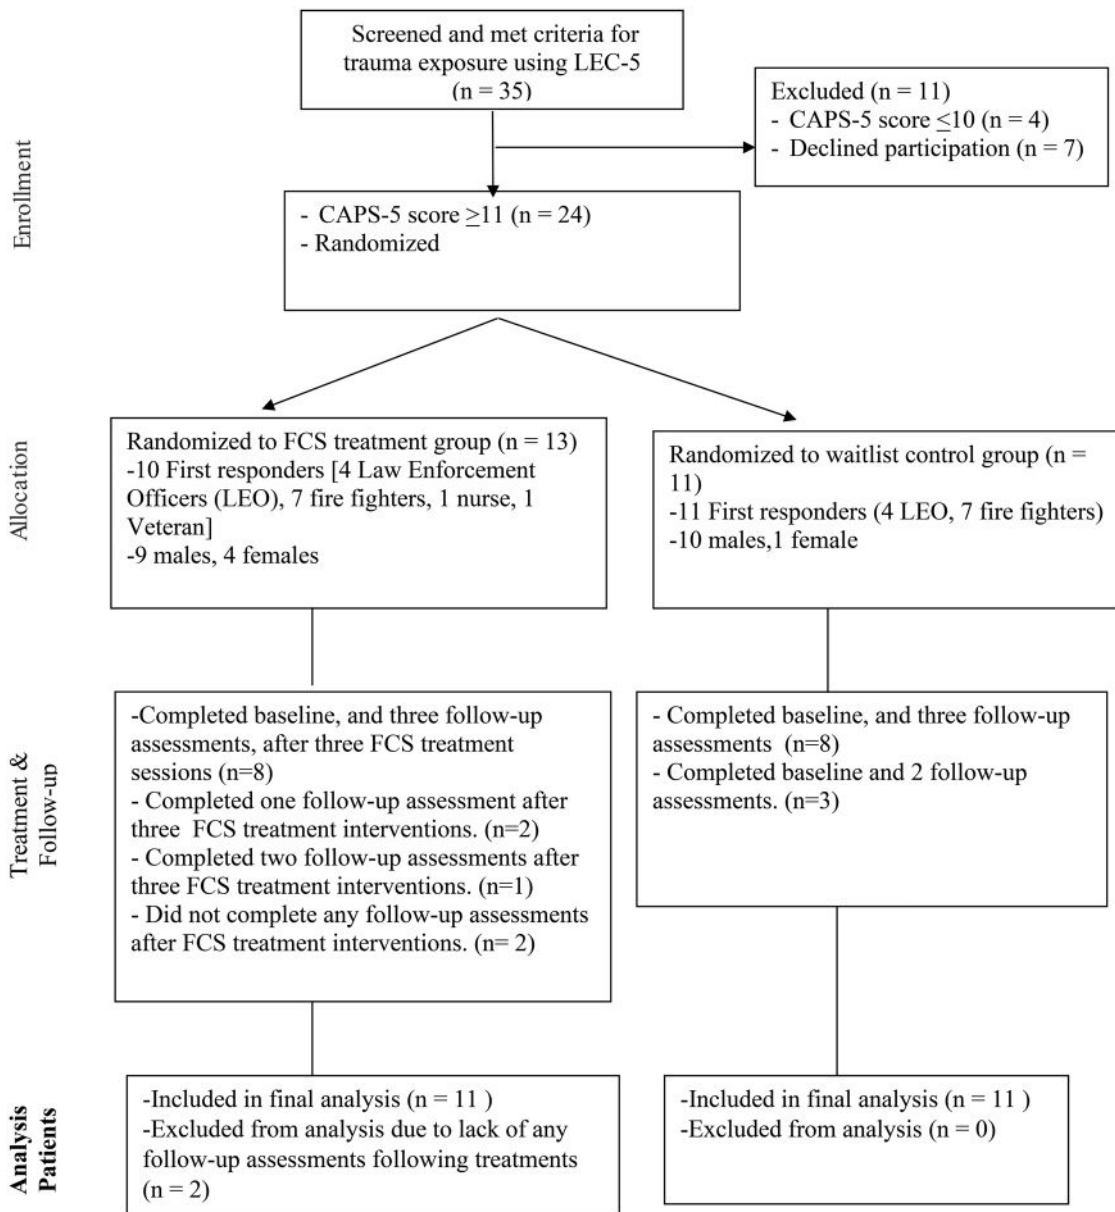 Screened and met criteria for
trauma exposure using LEC-5
(n = 35)
Excluded (n = 11)
- CAPS-5 score ≤10 (n = 4)
- Declined participation (n = 7)
Enrollment
- CAPS-5 score ≥11 (n = 24)
- Randomized
Allocation
Randomized to FCS treatment group (n = 13)
-10 First responders [4 Law Enforcement
Officers (LEO), 7 fire fighters, 1 nurse, 1
Veteran]
-9 males, 4 females
Randomized to waitlist control group (n =
11)
-11 First responders (4 LEO, 7 fire fighters)
-10 males,1 female
Treatment &
Follow-up
-Completed baseline, and three follow-up
assessments, after three FCS treatment
sessions (n=8)
- Completed one follow-up assessment after
three FCS treatment interventions. (n=2)
- Completed two follow-up assessments after
three FCS treatment interventions. (n=1)
- Did not complete any follow-up assessments
after FCS treatment interventions. (n= 2)
- Completed baseline, and three follow-up
assessments (n=8)
- Completed baseline and 2 follow-up
assessments. (n=3)
Analysis
Patients
-Included in final analysis (n = 11 )
-Excluded from analysis due to lack of any
follow-up assessments following treatments
(n = 2)
-Included in final analysis (n = 11 )
-Excluded from analysis (n = 0)